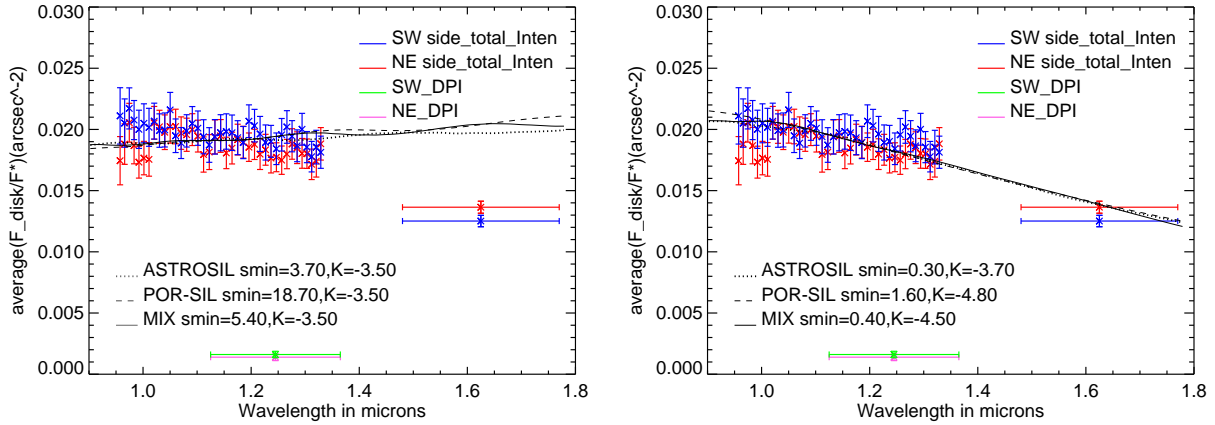 0.030
0.025
0.020
0.015
0.010
0.005
0.000
average(F_disk/F*)(arcsec^-2)
SW side_total_Inten
NE side_total_Inten
SW_DPI
NE_DPI
ASTROSIL smin=3.70,K=-3.50
POR-SIL smin=18.70,K=-3.50
MIX smin=5.40,K=-3.50
1.0 1.2 1.4 1.6 1.8
Wavelength in microns
0.030
0.025
0.020
0.015
0.010
0.005
0.000
average(F_disk/F*)(arcsec^-2)
SW side_total_Inten
NE side_total_Inten
SW_DPI
NE_DPI
ASTROSIL smin=0.30,K=-3.70
POR-SIL smin=1.60,K=-4.80
MIX smin=0.40,K=-4.50
1.0 1.2 1.4 1.6 1.8
Wavelength in microns